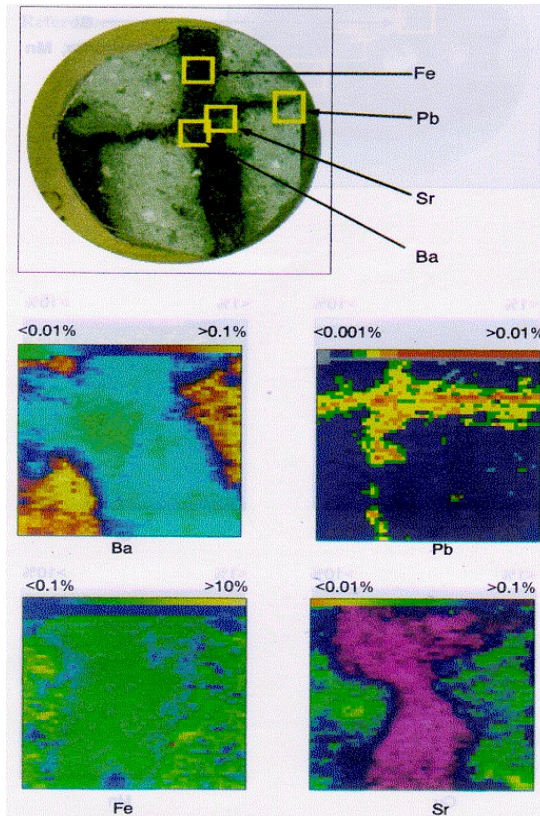 Fe
Pb
Sr
Ba
<0.01% >0.1%
<0.001% >0.01%
Ba
Pb
<0.1% >10%
<0.01% >0.1%
Fe
Sr